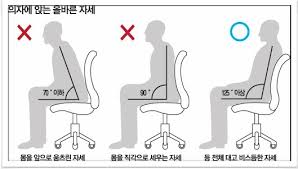 의자에 앉는 올바른 자세
70˚이하
90˚
135˚이상
몸을 앞으로 움츠린 자세
몸을 직각으로 세우는 자세
등 전체 대고 비스듬한 자세